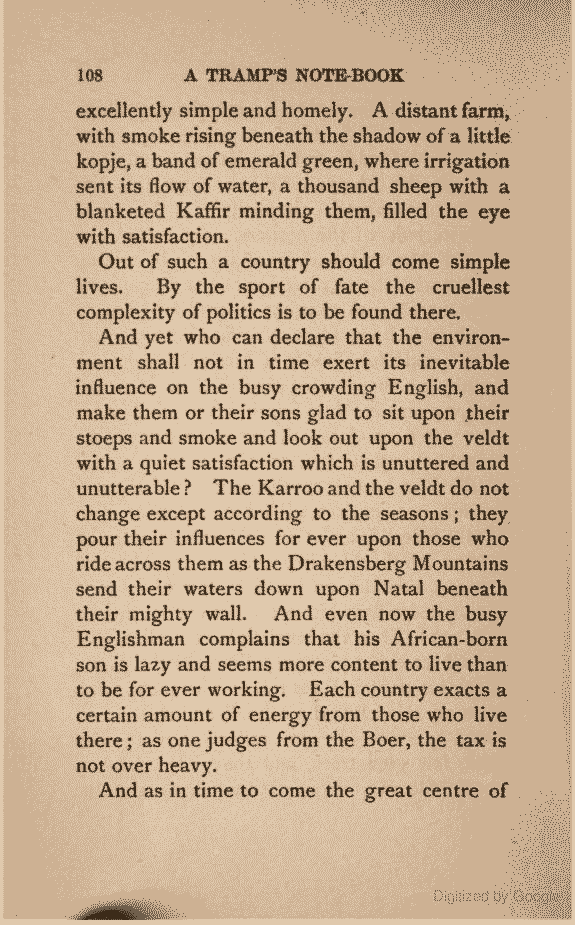 108 A TRAMP'S NOTE-BOOK
excellently simple and homely. A distant farm,
with smoke rising beneath the shadow of a little
kopje, a band of emerald green, where irrigation
sent its flow of water, a thousand sheep with a
blanketed Kaffir minding them, filled the eye
with satisfaction.
Out of such a country should come simple
lives. By the sport of fate the cruellest
complexity of politics is to be found there.
And yet who can declare that the environ-
ment shall not in time exert its inevitable
influence on the busy crowding English, and
make them or their sons glad to sit upon their
stoeps and smoke and look out upon the veldt
with a quiet satisfaction which is unuttered and
unutterable? The Karroo and the veldt do not
change except according to the seasons; they
pour their influences for ever upon those who
ride across them as the Drakensberg Mountains
send their waters down upon Natal beneath
their mighty wall. And even now the busy
Englishman complains that his African-born
son is lazy and seems more content to live than
to be for ever working. Each country exacts a
certain amount of energy from those who live
there; as one judges from the Boer, the tax is
not over heavy.
And as in time to come the great centre of
Digitized by Google